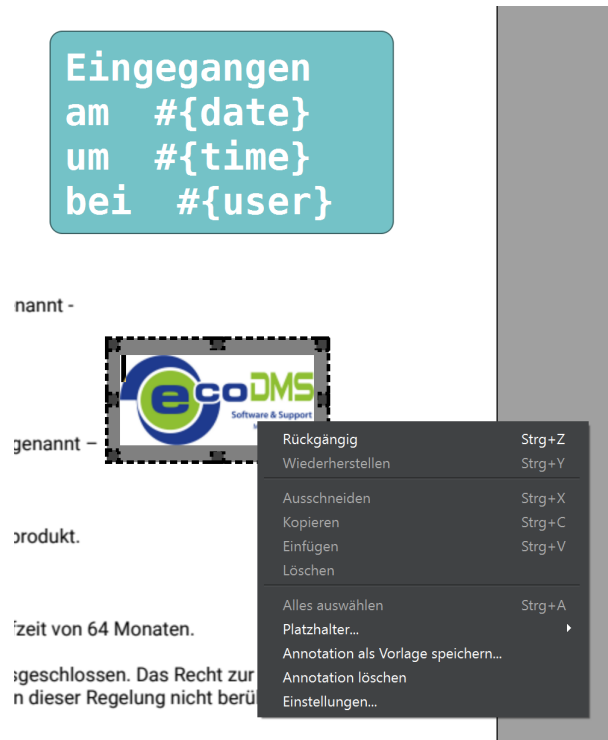 Eingegangen
am #{date}
um #{time}
bei #{user}
nannt -
ecoDMS
Software & Support
genannt –
produkt.
fzeit von 64 Monaten.
sgeschlossen. Das Recht zur
n dieser Regelung nicht berü
Rückgängig Strg+Z
Wiederherstellen Strg+Y
Ausschneiden Strg+X
Kopieren Strg+C
Einfügen Strg+V
Löschen
Alles auswählen Strg+A
Platzhalter...
Annotation als Vorlage speichern...
Annotation löschen
Einstellungen...